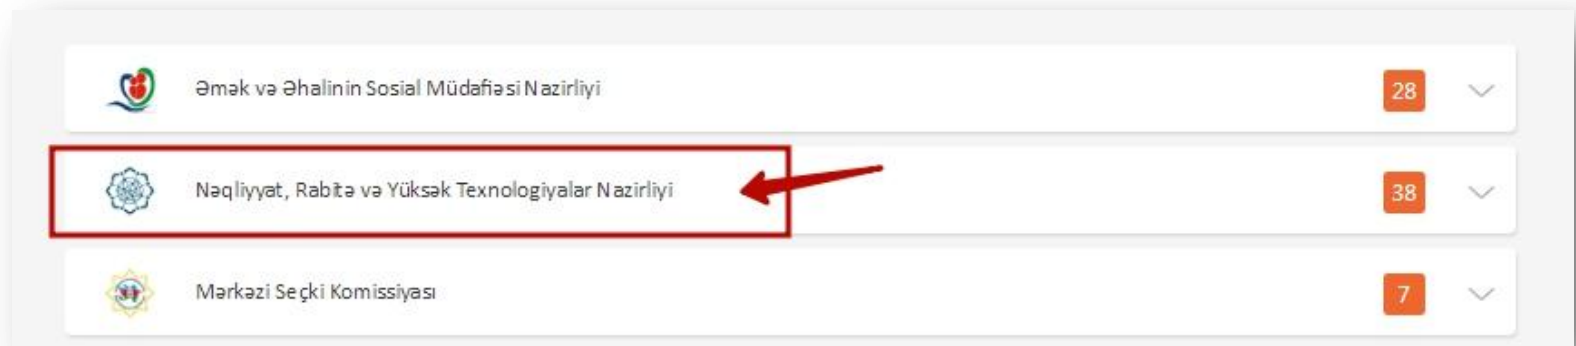 Əmək və Əhalinin Sosial Müdafiəsi Nazirliyi 28
Nəqliyyat, Rabitə və Yüksək Texnologiyalar Nazirliyi 38
Mərkəzi Seçki Komissiyası 7